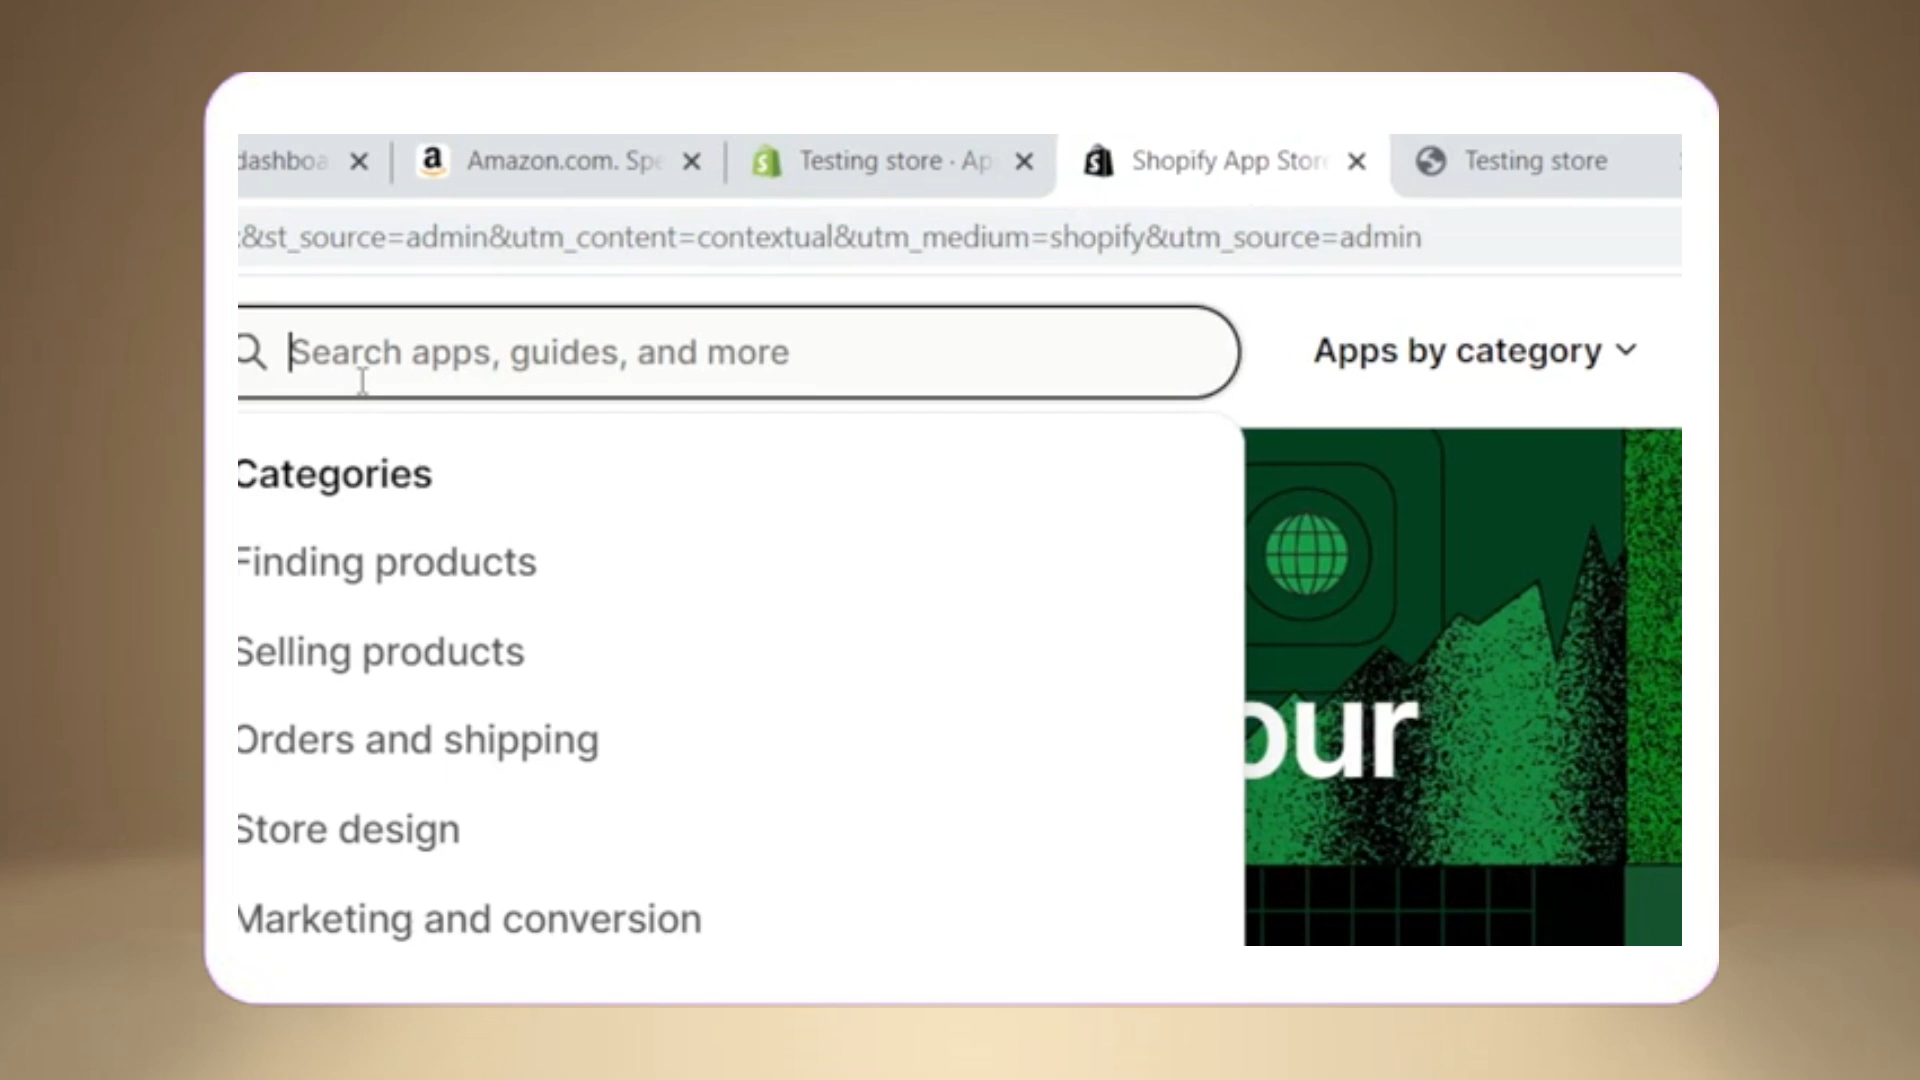 dashboa
Amazon.com. Spe
Testing store · Ap
Shopify App Store
Testing store
&st_source=admin&utm_content=contextual&utm_medium=shopify&utm_source=admin
Search apps, guides, and more
Apps by category
Categories
Finding products
Selling products
Orders and shipping
Store design
Marketing and conversion
our